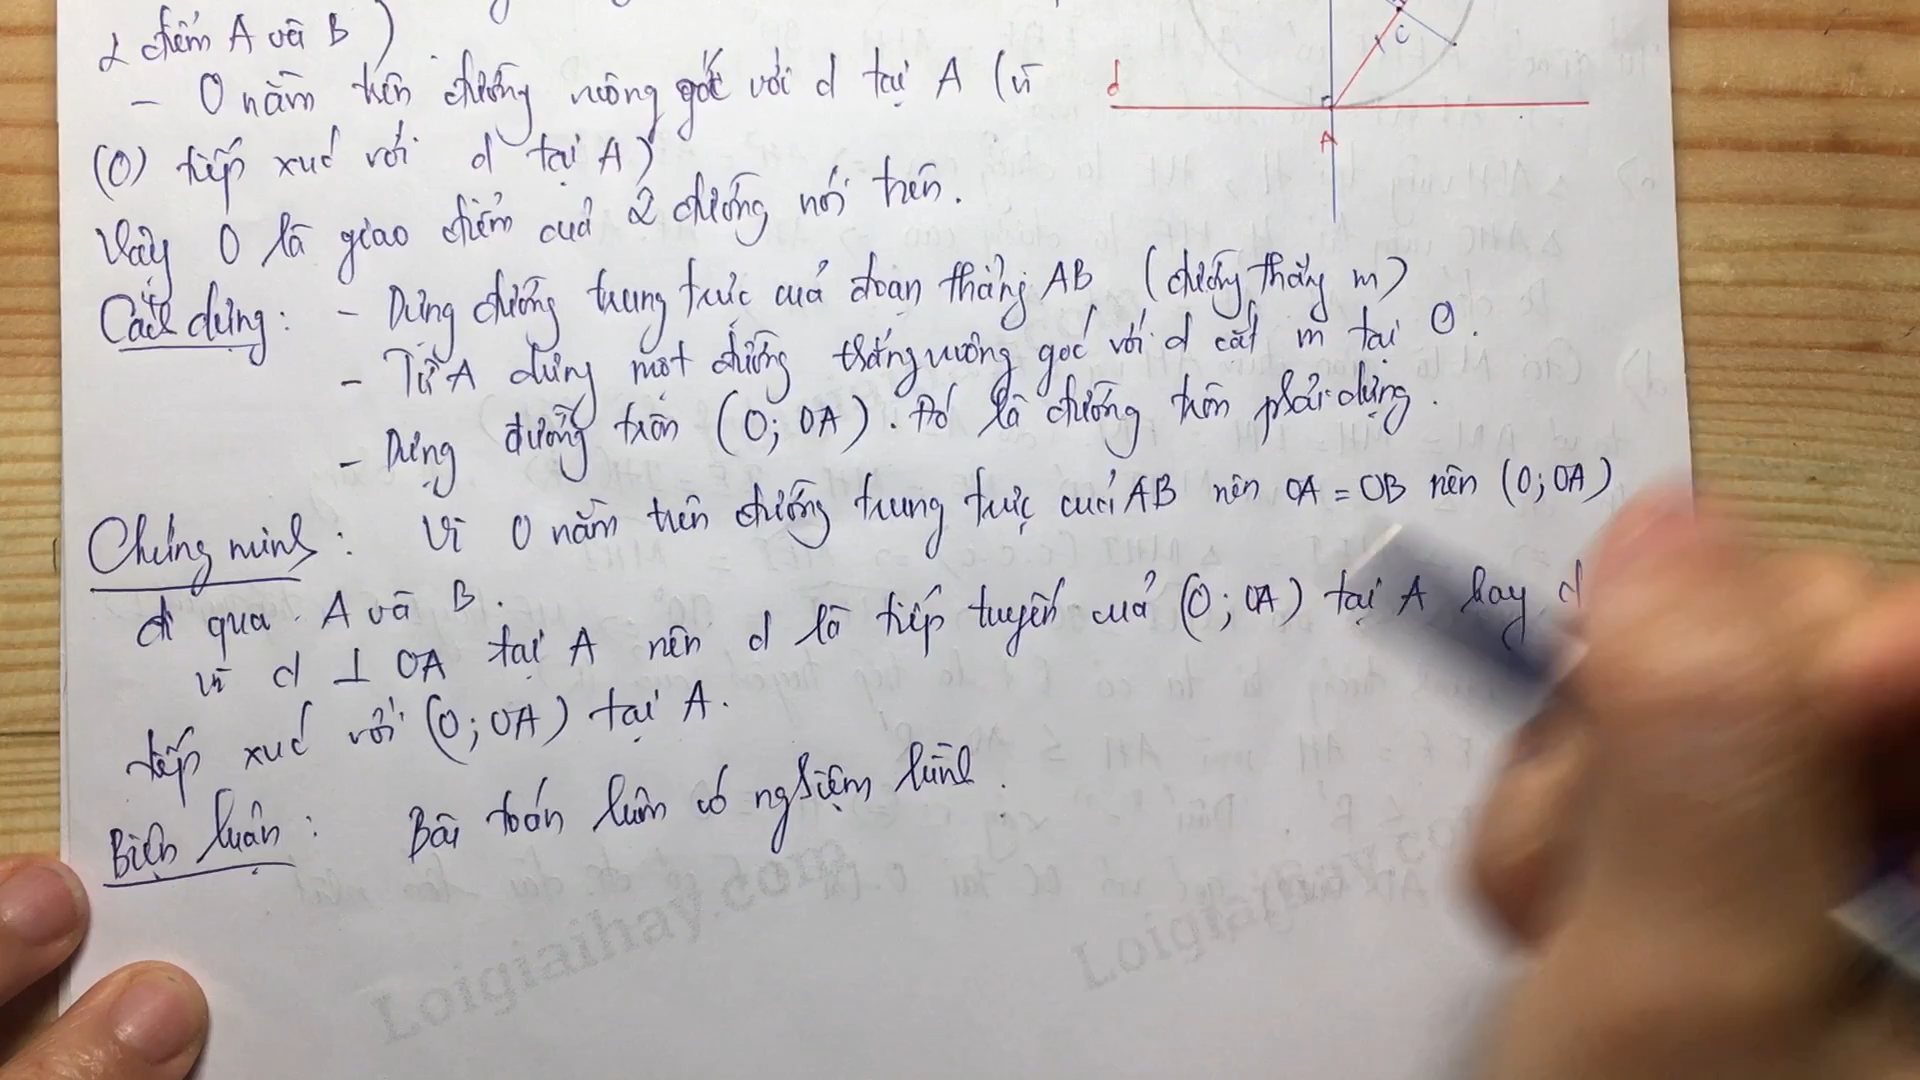 2 điểm A và B)
C
- O nằm trên đường vuông góc với d tại A (vì
d
A
(O) tiếp xúc với d tại A)
Vậy O là giao điểm của 2 đường nói trên.
Cách dựng: - Dựng đường trung trực của đoạn thẳng AB (đường thẳng m)
- Từ A dựng một đường thẳng vuông góc với d cắt m tại O.
- Dựng đường tròn (O; OA). Đó là đường tròn phải dựng.
Chứng minh: Vì O nằm trên đường trung trực của AB nên OA = OB nên (O; OA)
đi qua A và B.
vì d ⊥ OA tại A nên d là tiếp tuyến của (O; OA) tại A hay d
tiếp xúc với (O; OA) tại A.
Biện luận: Bài toán luôn có nghiệm hình.
Loigiaihay.com